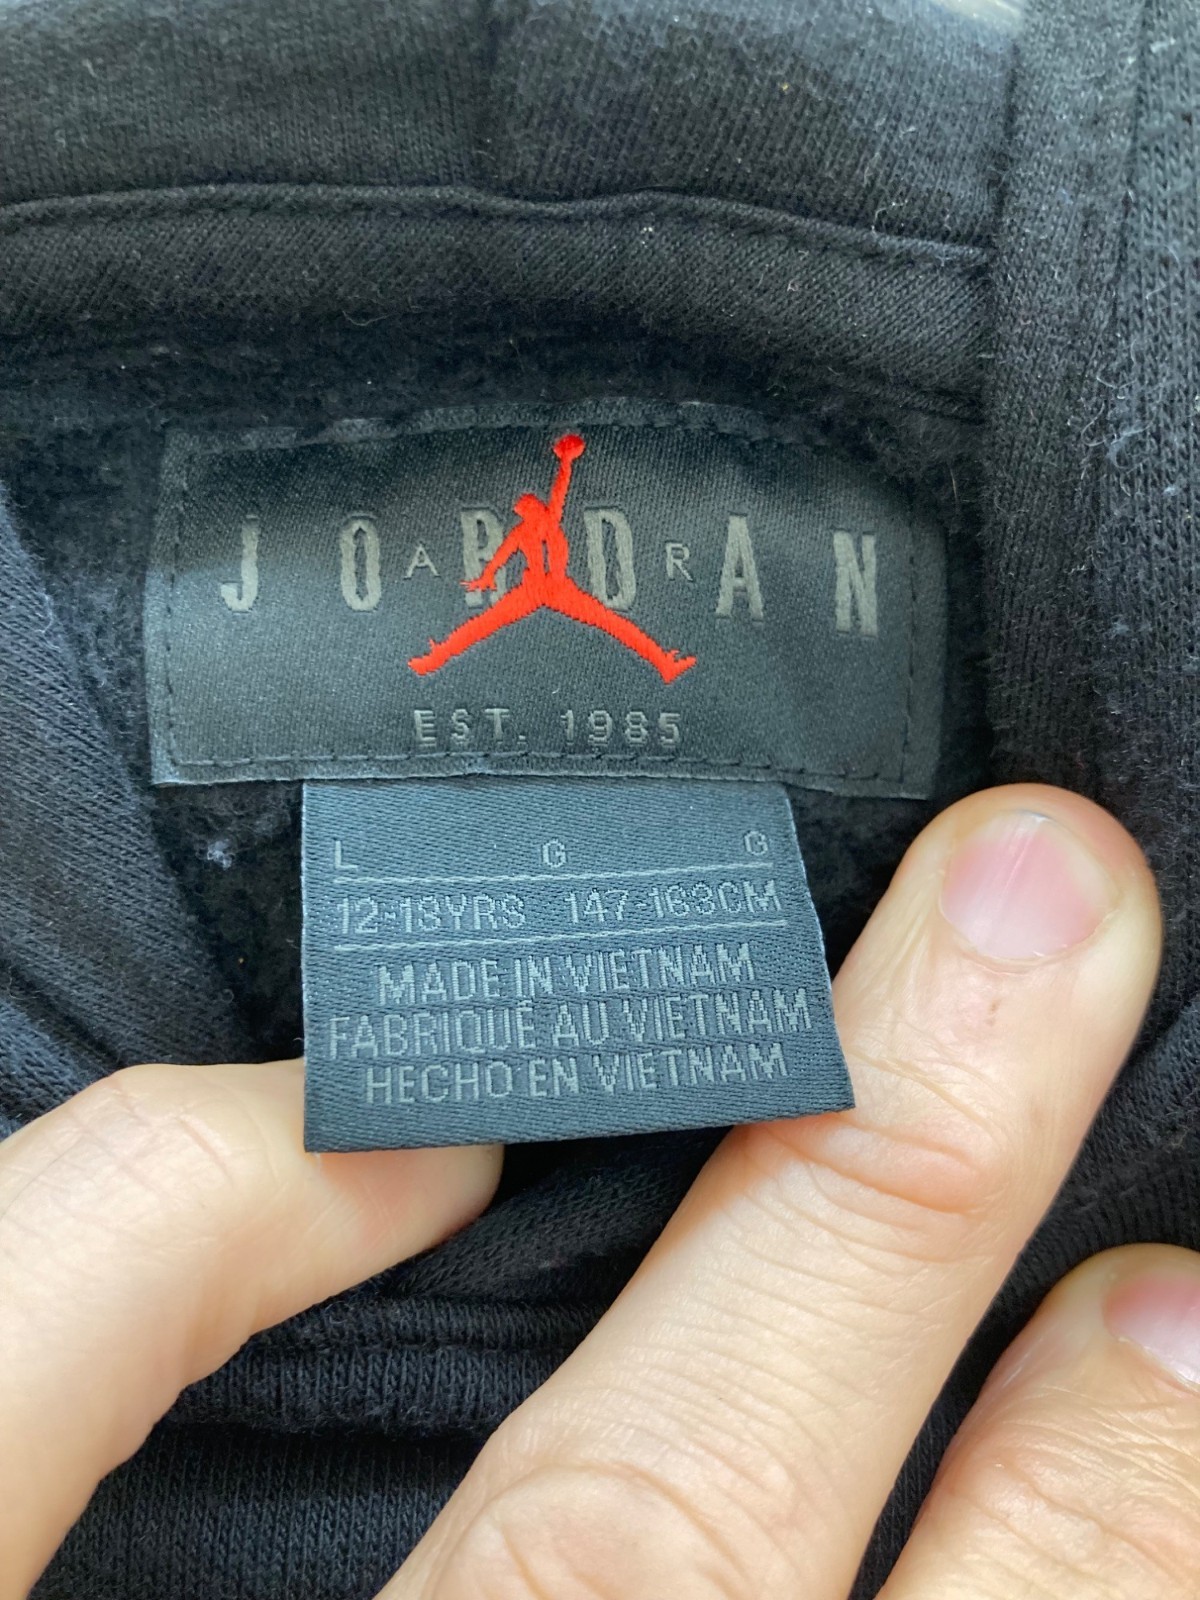 JORDAN
AIR
EST. 1985
L G G
12-13YRS 147-163CM
MADE IN VIETNAM
FABRIQUÉ AU VIETNAM
HECHO EN VIETNAM